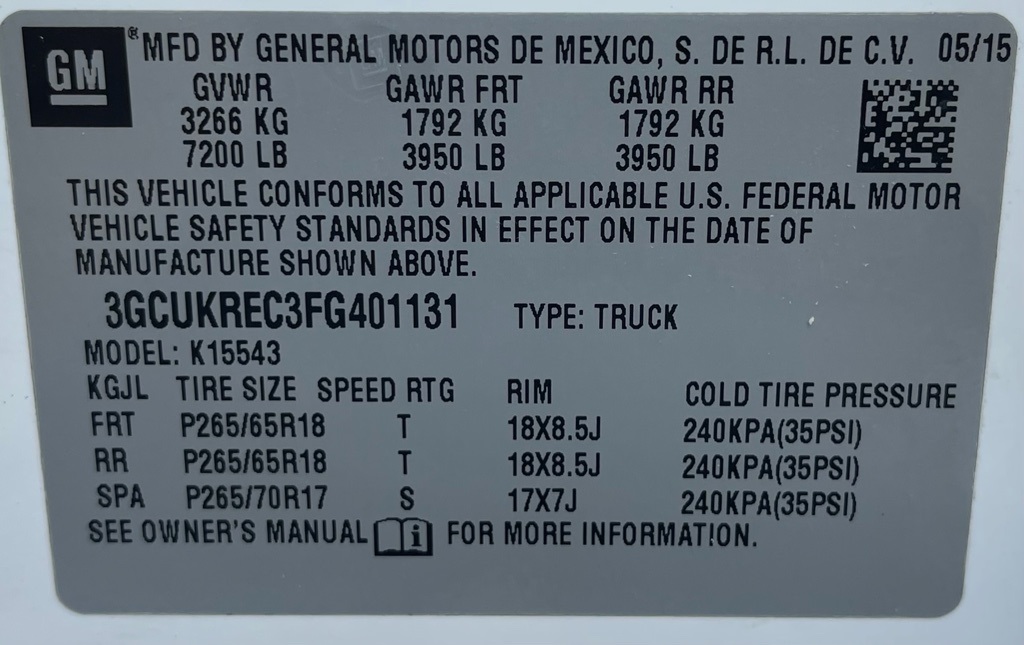 GM® MFD BY GENERAL MOTORS DE MEXICO, S. DE R.L. DE C.V. 05/15
GVWR GAWR FRT GAWR RR
3266 KG 1792 KG 1792 KG
7200 LB 3950 LB 3950 LB
THIS VEHICLE CONFORMS TO ALL APPLICABLE U.S. FEDERAL MOTOR
VEHICLE SAFETY STANDARDS IN EFFECT ON THE DATE OF
MANUFACTURE SHOWN ABOVE.
3GCUKREC3FG401131 TYPE: TRUCK
MODEL: K15543
KGJL TIRE SIZE SPEED RTG RIM COLD TIRE PRESSURE
FRT P265/65R18 T 18X8.5J 240KPA(35PSI)
RR P265/65R18 T 18X8.5J 240KPA(35PSI)
SPA P265/70R17 S 17X7J 240KPA(35PSI)
SEE OWNER'S MANUAL i FOR MORE INFORMATION.